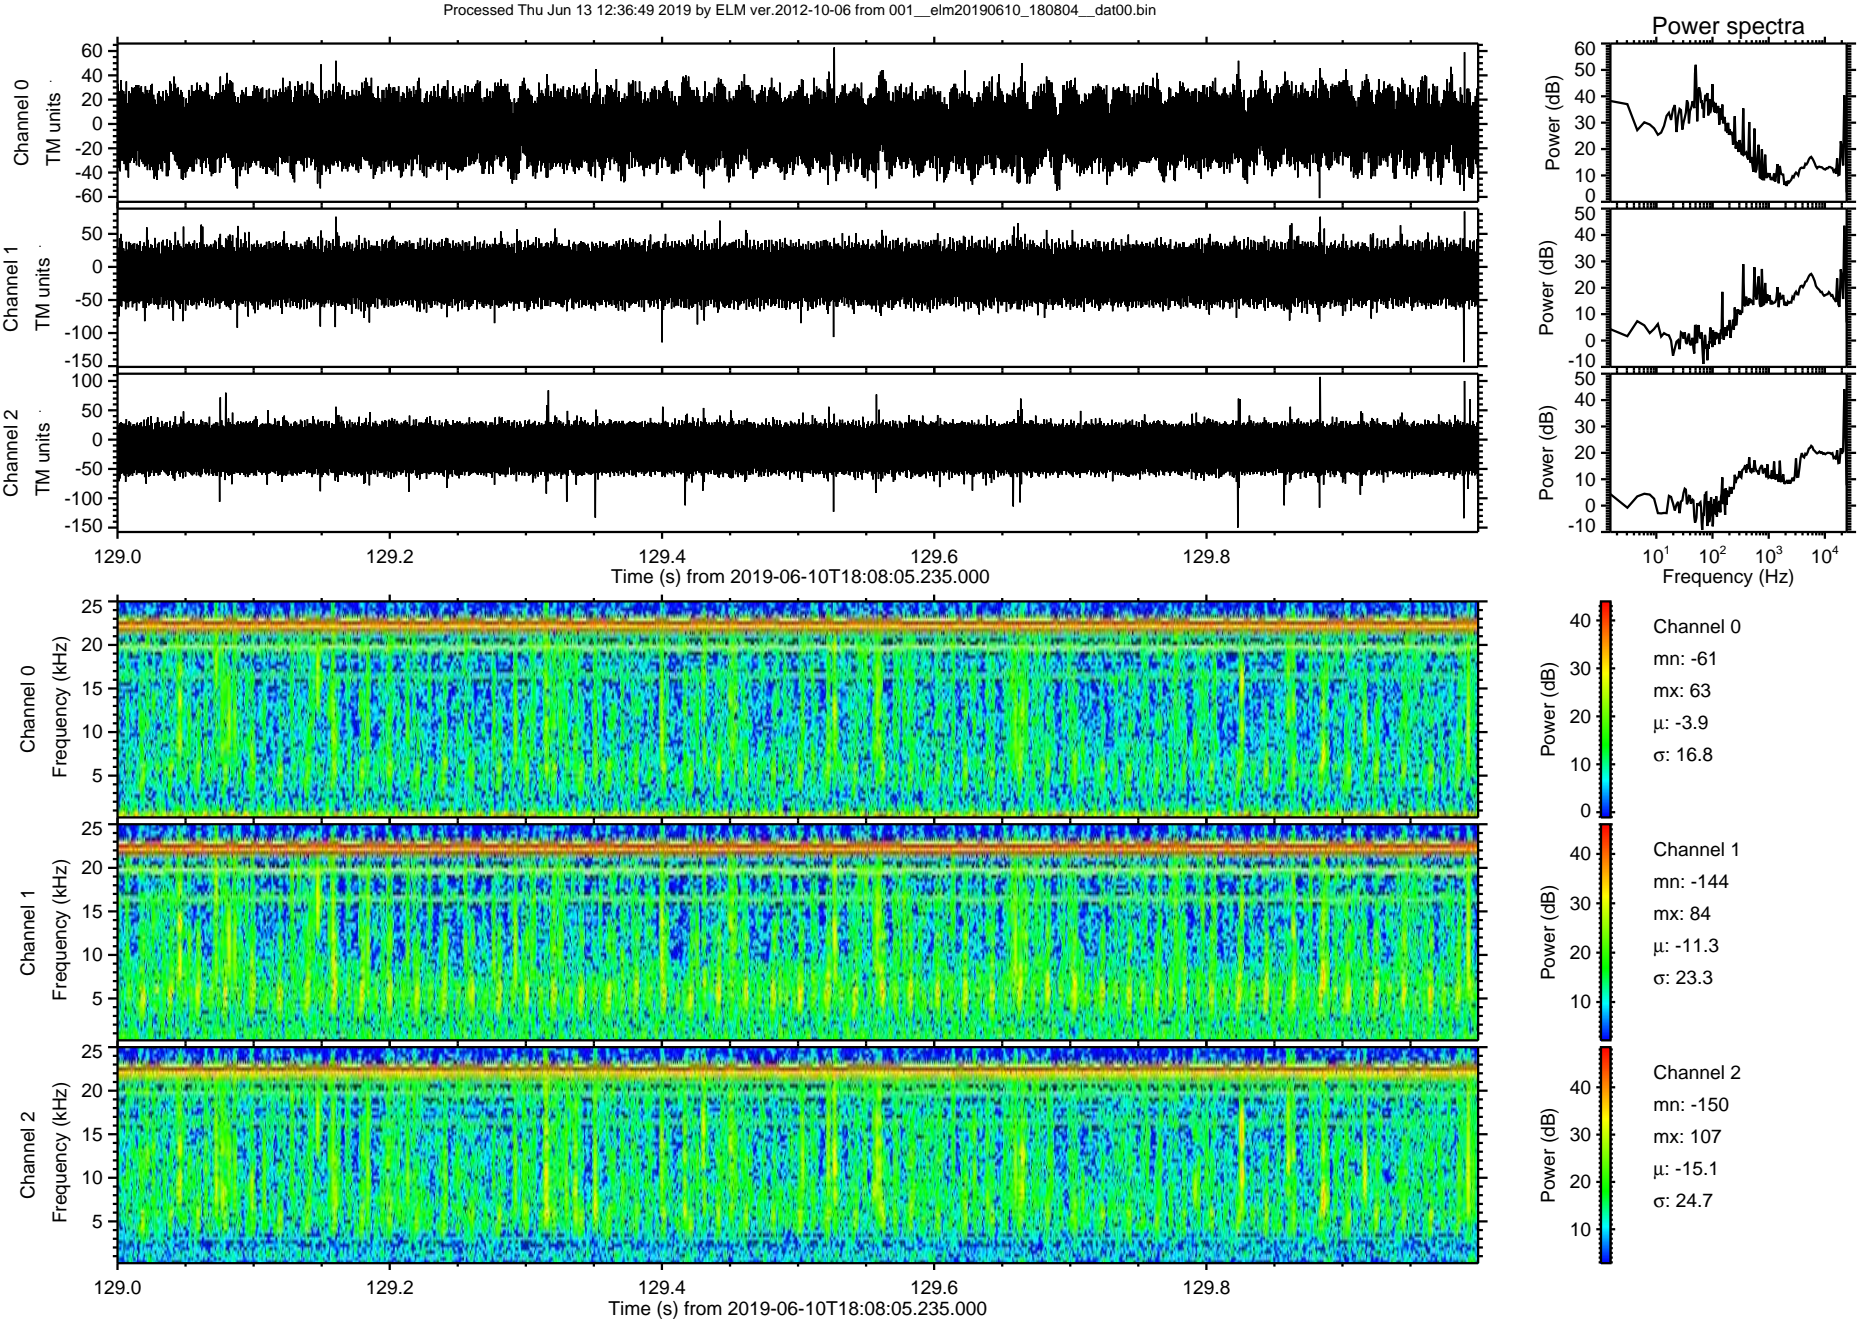 Processed Thu Jun 13 12:36:49 2019 by ELM ver.2012-10-06 from 001__elm20190610_180804__dat00.bin
Power spectra
Channel 0
TM units
60
40
20
0
-20
-40
-60
Power (dB)
60
50
40
30
20
10
0
Channel 1
TM units
50
0
-50
-100
-150
Power (dB)
50
40
30
20
10
0
-10
Channel 2
TM units
100
50
0
-50
-100
-150
Power (dB)
50
40
30
20
10
0
-10
129.0 129.2 129.4 129.6 129.8
Time (s) from 2019-06-10T18:08:05.235.000
10¹ 10² 10³ 10⁴
Frequency (Hz)
Channel 0
Frequency (kHz)
25
20
15
10
5
Power (dB)
40
30
20
10
0
Channel 0
mn: -61
mx: 63
μ: -3.9
σ: 16.8
Channel 1
Frequency (kHz)
25
20
15
10
5
Power (dB)
40
30
20
10
Channel 1
mn: -144
mx: 84
μ: -11.3
σ: 23.3
Channel 2
Frequency (kHz)
25
20
15
10
5
Power (dB)
40
30
20
10
Channel 2
mn: -150
mx: 107
μ: -15.1
σ: 24.7
129.0 129.2 129.4 129.6 129.8
Time (s) from 2019-06-10T18:08:05.235.000